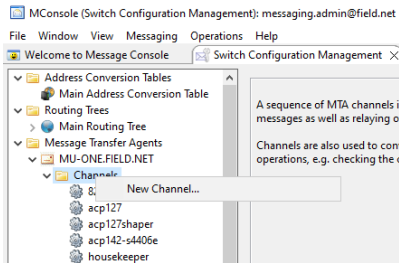 MConsole (Switch Configuration Management): messaging.admin@field.net
File Window View Messaging Operations Help
Welcome to Message Console
Switch Configuration Management
Address Conversion Tables
Main Address Conversion Table
Routing Trees
Main Routing Tree
Message Transfer Agents
MU-ONE.FIELD.NET
Channels
New Channel...
acp127
acp127shaper
acp142-s4406e
housekeeper
A sequence of MTA channels i
messages as well as relaying o
Channels are also used to con
operations, e.g. checking the